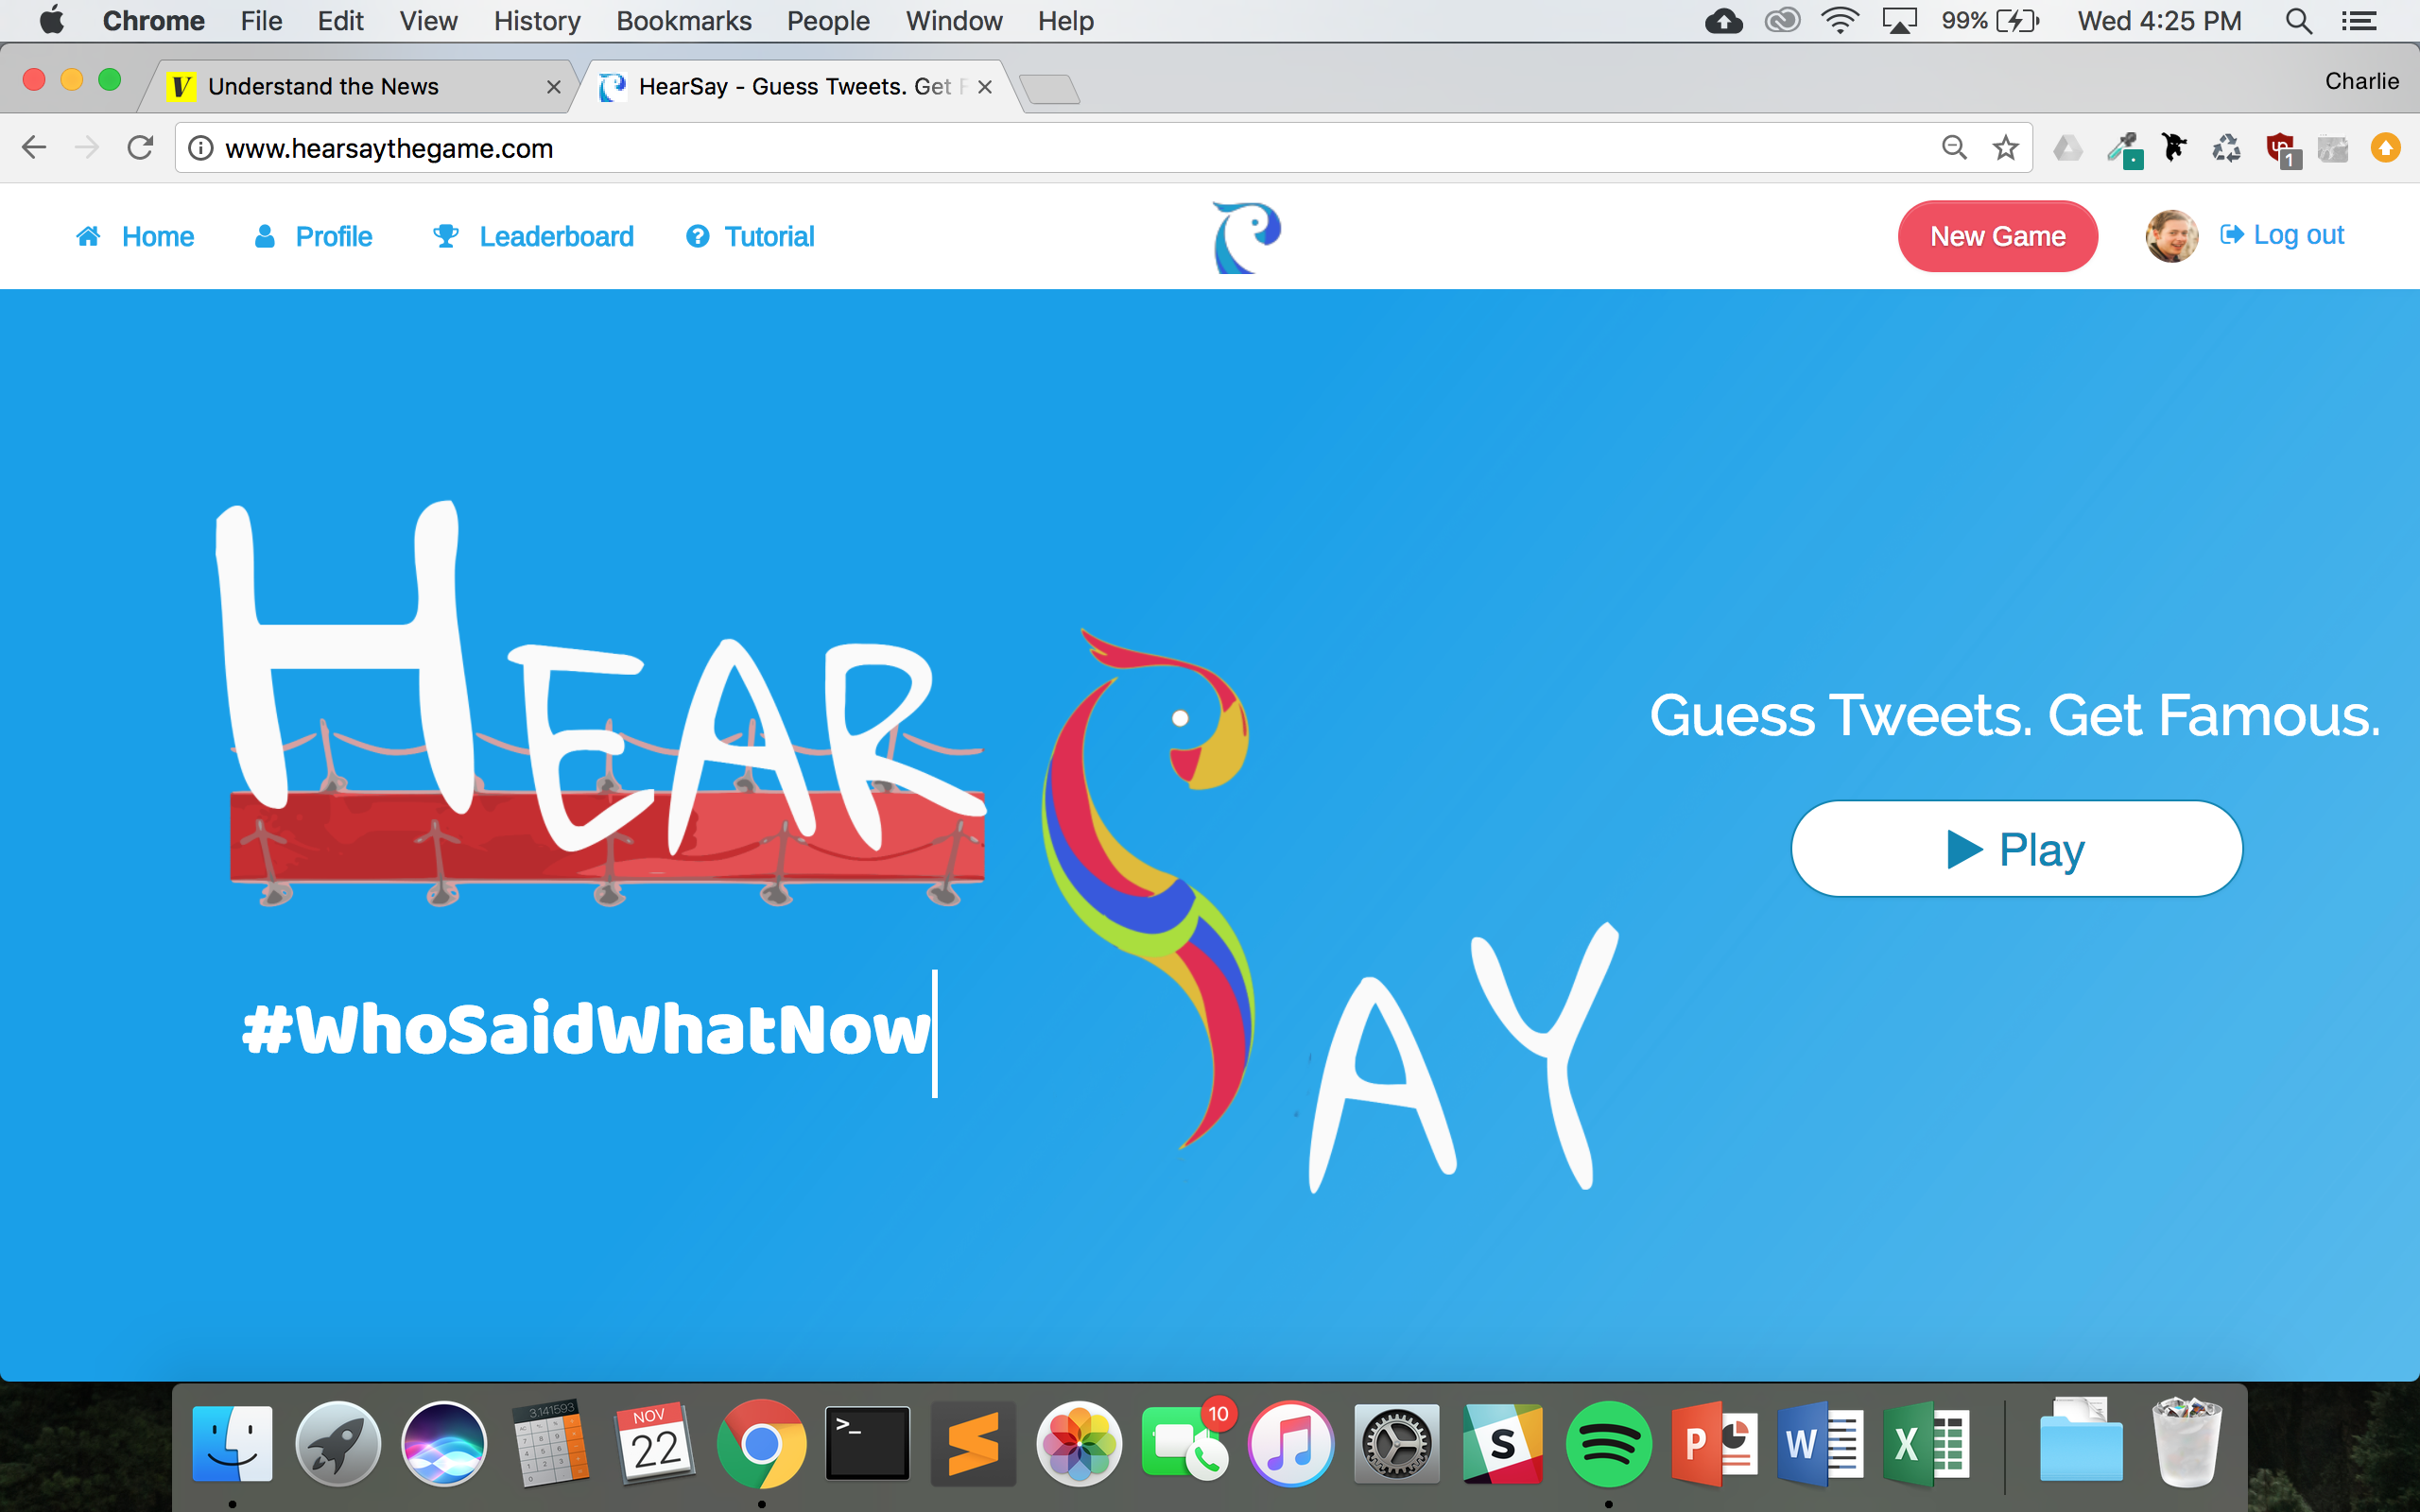 Chrome File Edit View History Bookmarks People Window Help 99% Wed 4:25 PM
Understand the News HearSay - Guess Tweets. Get Charlie
www.hearsaythegame.com
1
Home Profile Leaderboard Tutorial New Game Log out
HEAR
SAY
Guess Tweets. Get Famous.
Play
#WhoSaidWhatNow
3.141593 NOV 22 >_ 10 S P W X